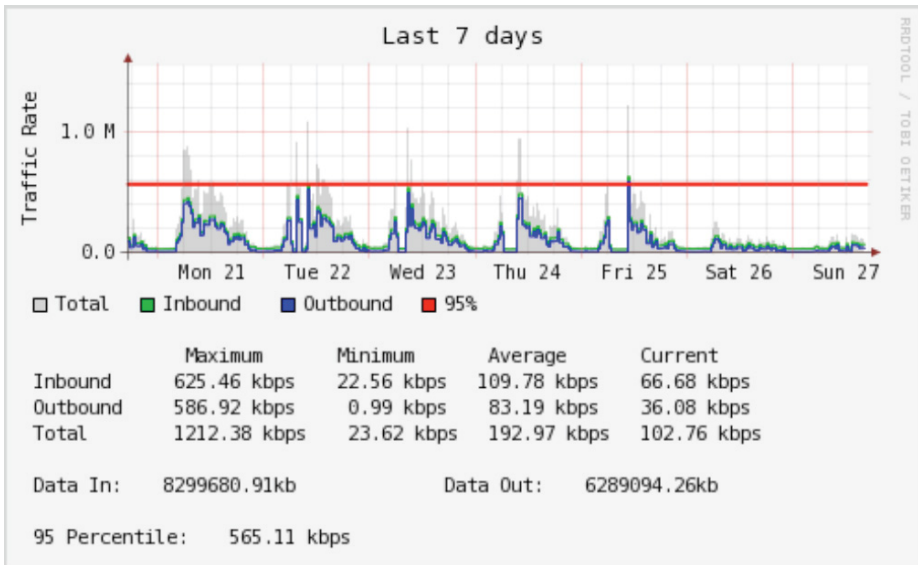 Last 7 days
RRDTOOL / TOBI OETIKER
Traffic Rate
1.0 M
0.0
Mon 21 Tue 22 Wed 23 Thu 24 Fri 25 Sat 26 Sun 27
Total Inbound Outbound 95%
Maximum Minimum Average Current
Inbound 625.46 kbps 22.56 kbps 109.78 kbps 66.68 kbps
Outbound 586.92 kbps 0.99 kbps 83.19 kbps 36.08 kbps
Total 1212.38 kbps 23.62 kbps 192.97 kbps 102.76 kbps
Data In: 8299680.91kb Data Out: 6289094.26kb
95 Percentile: 565.11 kbps